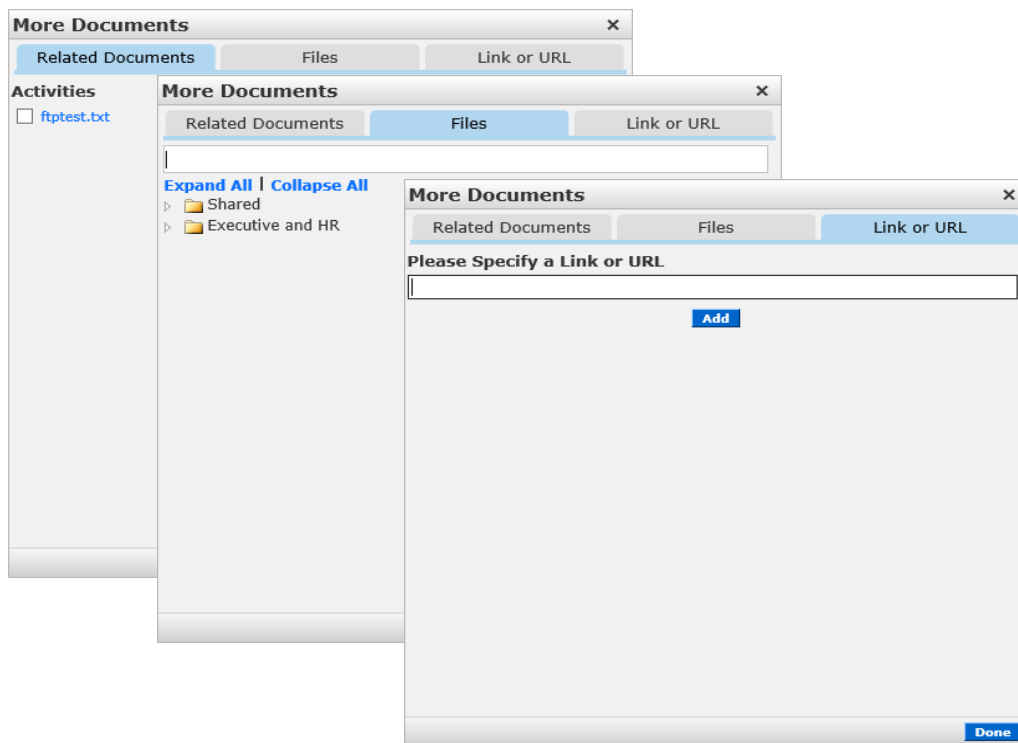 More Documents ×
Related Documents Files Link or URL
Activities
ftptest.txt
More Documents ×
Related Documents Files Link or URL
Expand All | Collapse All
Shared
Executive and HR
More Documents ×
Related Documents Files Link or URL
Please Specify a Link or URL
Add
Done